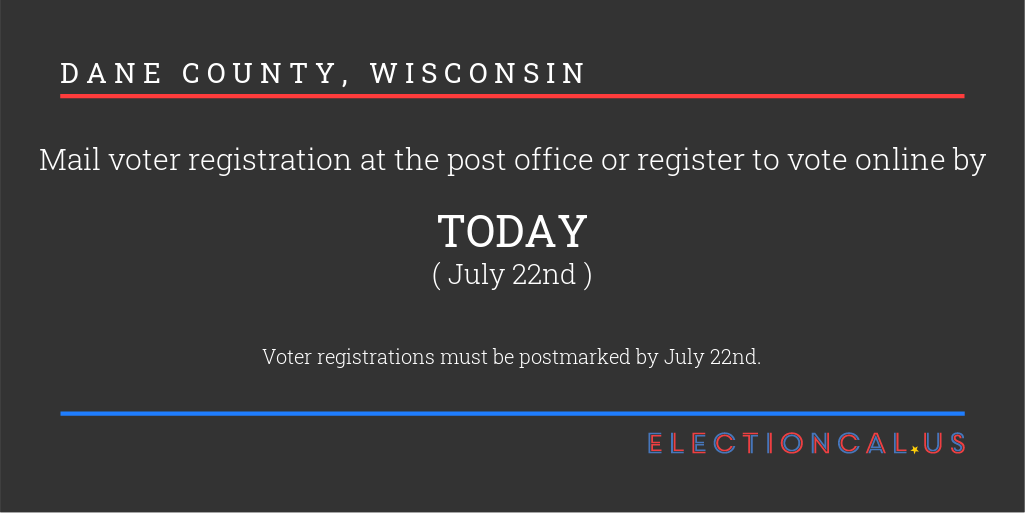 DANE COUNTY, WISCONSIN
Mail voter registration at the post office or register to vote online by
TODAY
( July 22nd )
Voter registrations must be postmarked by July 22nd.
ELECTIONCAL.US